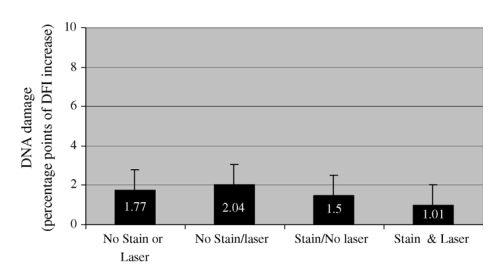 DNA damage
(percentage points of DFI increase)
10
8
6
4
2
0
1.77
2.04
1.5
1.01
No Stain or
Laser
No Stain/laser
Stain/No laser
Stain & Laser